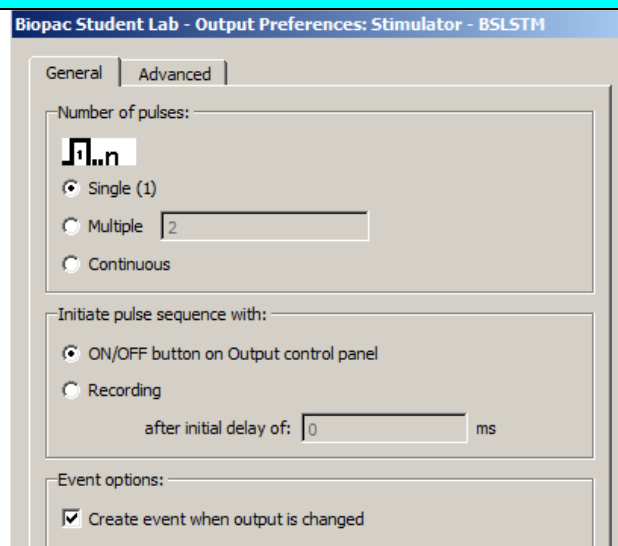 Biopac Student Lab - Output Preferences: Stimulator - BSLSTM
General Advanced
Number of pulses:
1..n
Single (1)
Multiple 2
Continuous
Initiate pulse sequence with:
ON/OFF button on Output control panel
Recording
after initial delay of: 0 ms
Event options:
Create event when output is changed